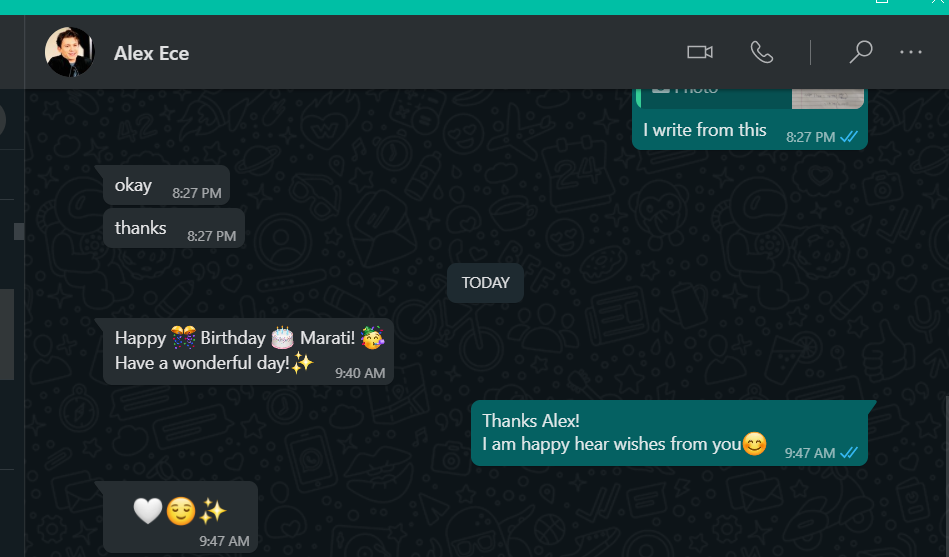 Alex Ece
Photo
I write from this
8:27 PM
okay
8:27 PM
thanks
8:27 PM
TODAY
Happy 🎊 Birthday 🎂 Marati! 🥳
Have a wonderful day!✨
9:40 AM
Thanks Alex!
I am happy hear wishes from you😊
9:47 AM
🤍😌✨
9:47 AM